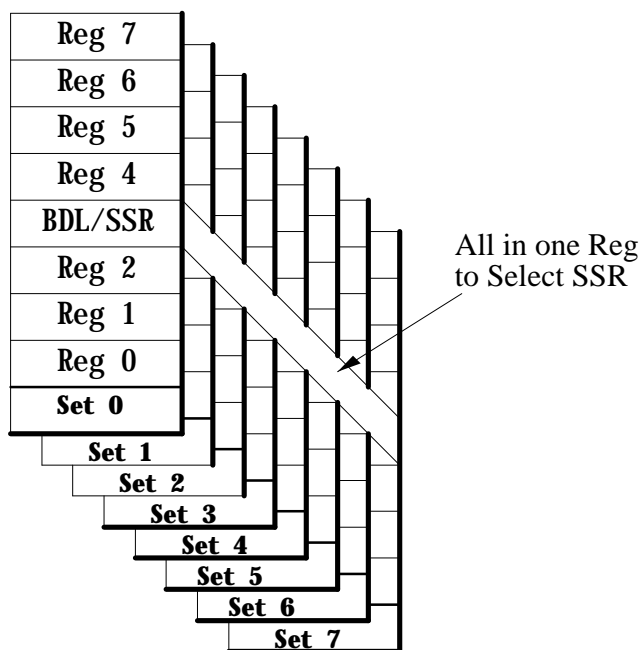 Reg 7
Reg 6
Reg 5
Reg 4
BDL/SSR
Reg 2
Reg 1
Reg 0
Set 0
Set 1
Set 2
Set 3
Set 4
Set 5
Set 6
Set 7
All in one Reg
to Select SSR